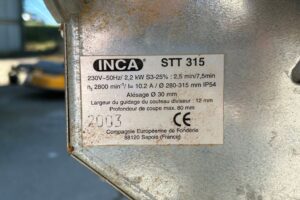 INCA STT 315
230V~50Hz/ 2,2 kW S3-25% : 2,5 min/7,5min
n₀ 2800 min⁻¹/ I= 10,2 A / Ø 280-315 mm IP54
Alésage Ø 30 mm
Largeur du guidage du couteau diviseur : 12 mm
Profondeur de coupe max. 80 mm
2003 CE
Compagnie Européenne de Fonderie
88120 Sapois (France)